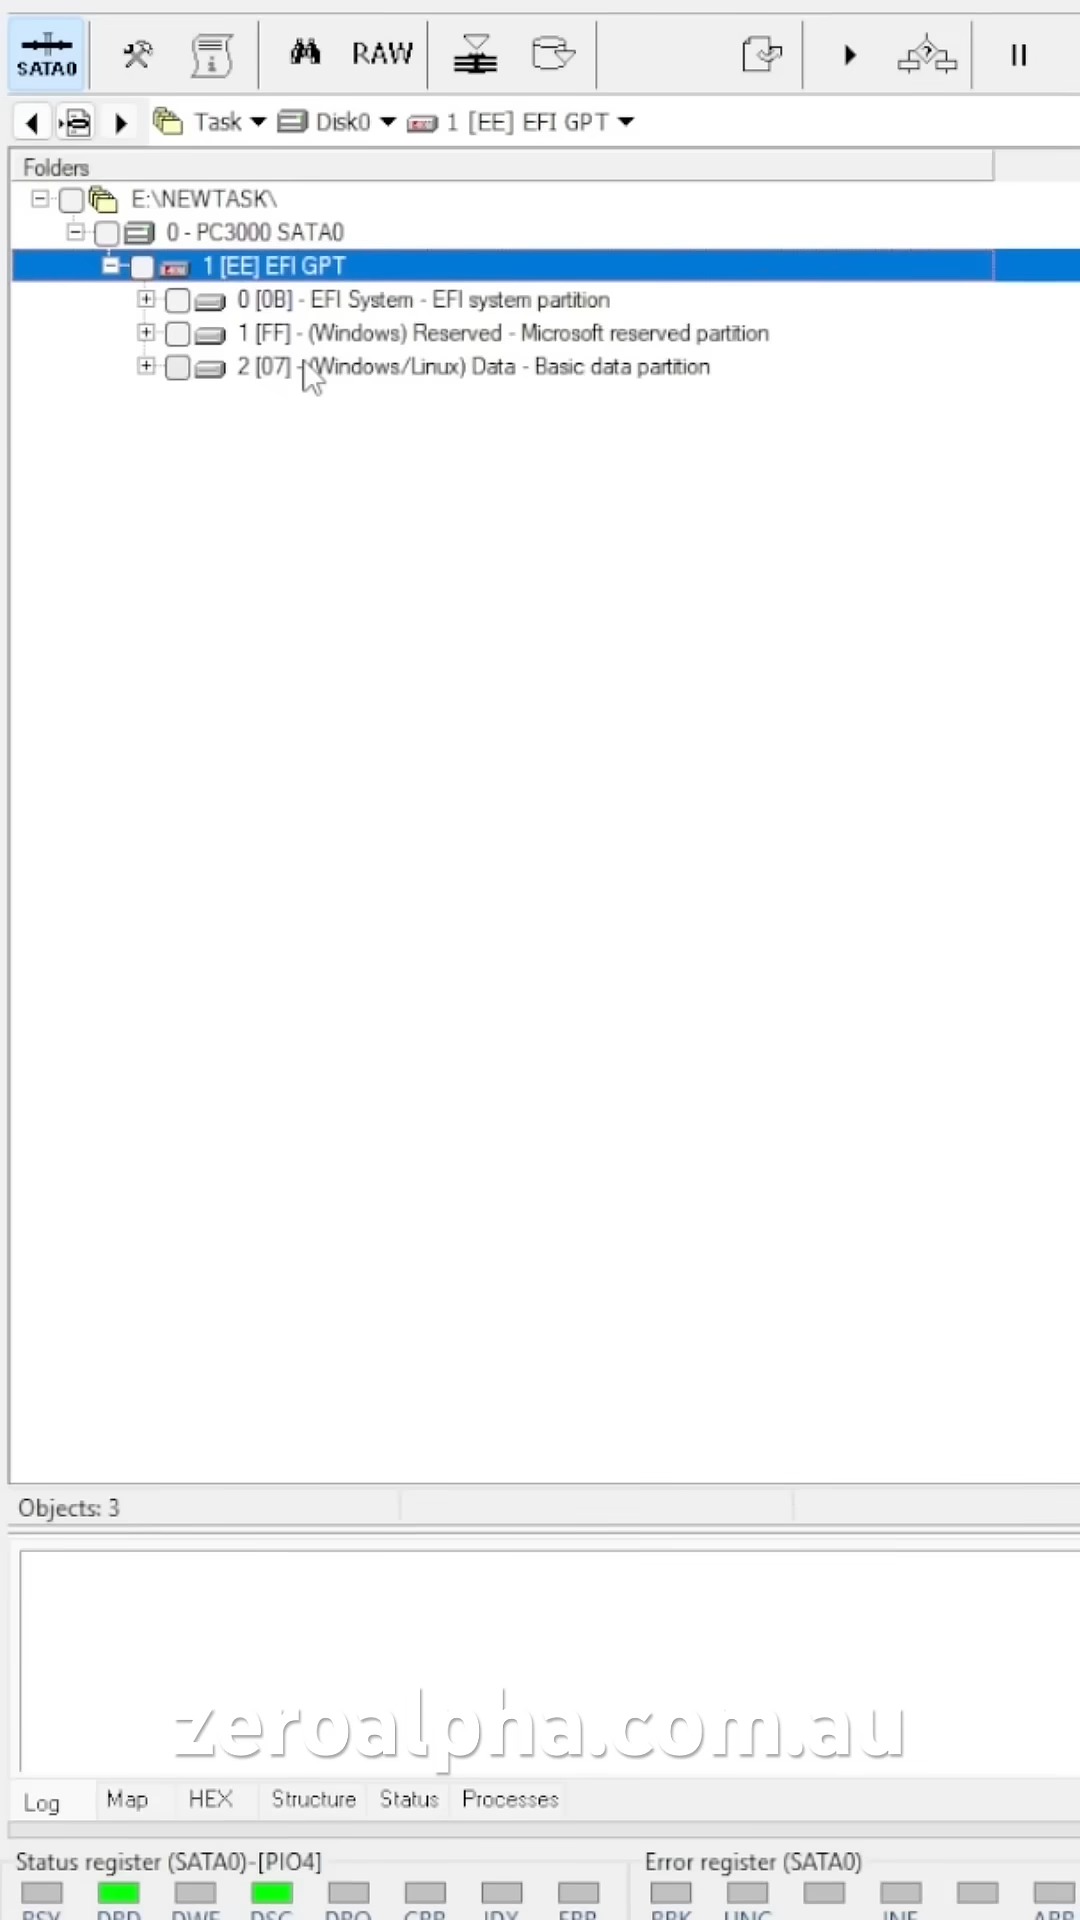 SATA0
RAW
Task
Disk0
1 [EE] EFI GPT
Folders
E:\NEWTASK\
0 - PC3000 SATA0
1 [EE] EFI GPT
0 [0B] - EFI System - EFI system partition
1 [FF] - (Windows) Reserved - Microsoft reserved partition
2 [07] - (Windows/Linux) Data - Basic data partition
Objects: 3
zeroalpha.com.au
Log Map HEX Structure Status Processes
Status register (SATA0)-[PIO4] Error register (SATA0)